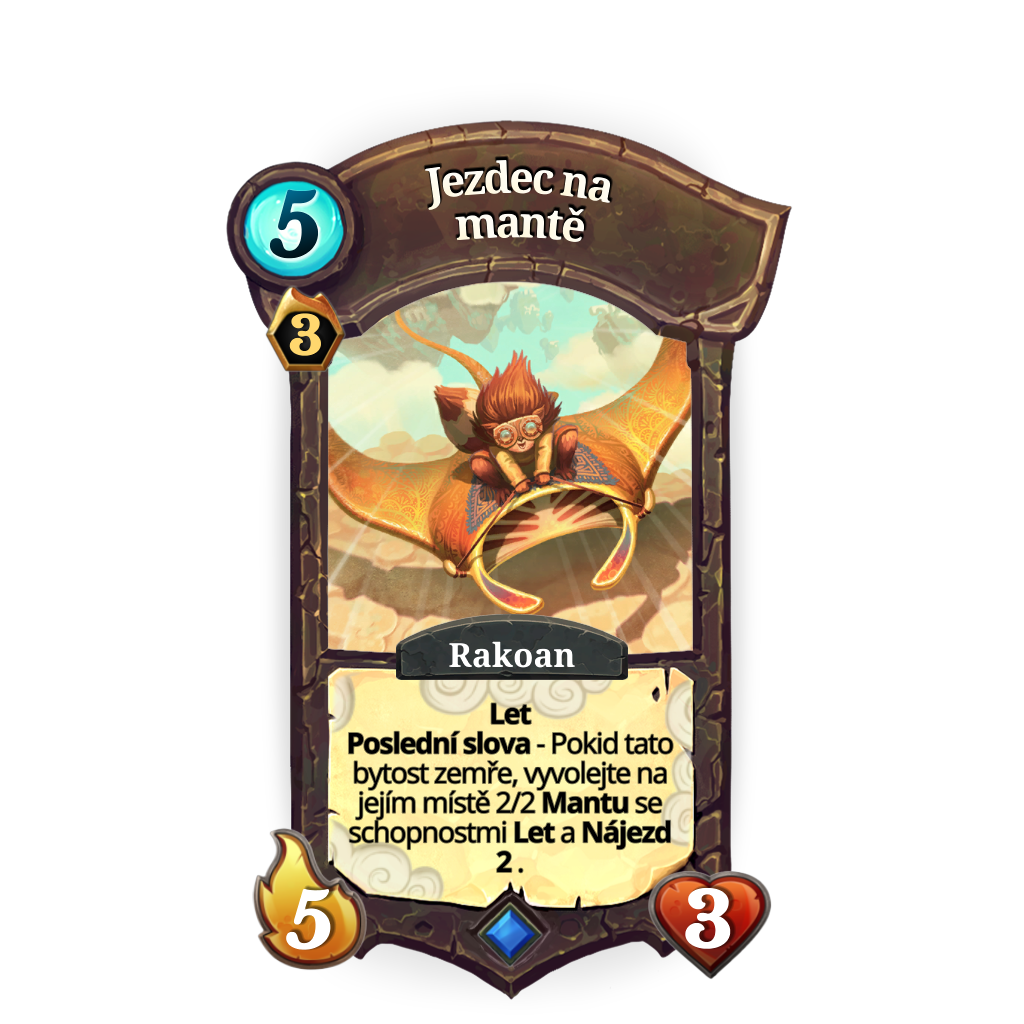 Jezdec na
mantě
5
3
Rakoan
Let
Poslední slova - Pokid tato
bytost zemře, vyvolejte na
jejím místě 2/2 Mantu se
schopnostmi Let a Nájezd
2 .
5
3